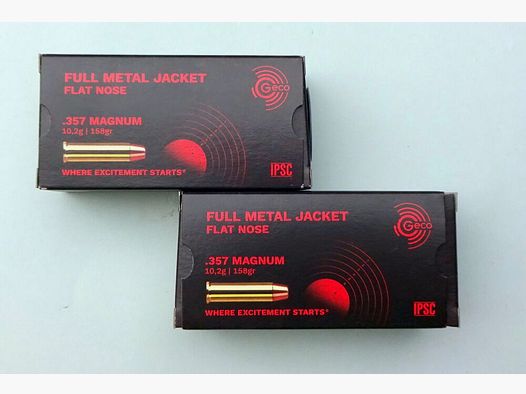 FULL METAL JACKET
FLAT NOSE
Geco
.357 MAGNUM
10,2g | 158gr
WHERE EXCITEMENT STARTS®
IPSC
FULL METAL JACKET
FLAT NOSE
Geco
.357 MAGNUM
10,2g | 158gr
WHERE EXCITEMENT STARTS®
IPSC